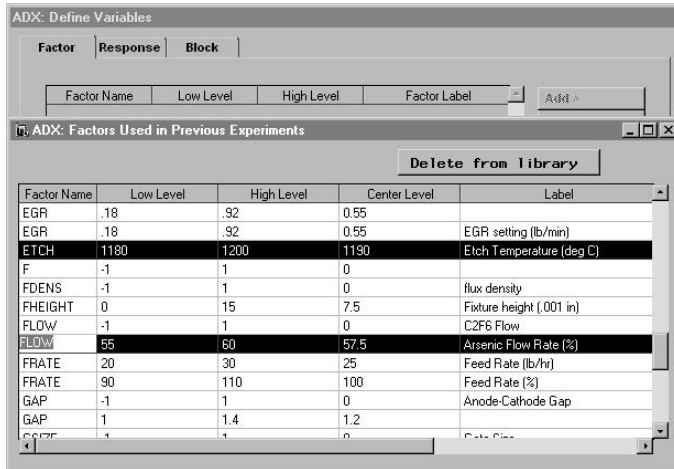 ADX: Define Variables
Factor Response Block
Factor Name Low Level High Level Factor Label Add >
ADX: Factors Used in Previous Experiments
Delete from library
Factor Name Low Level High Level Center Level Label
EGR .18 .92 0.55
EGR .18 .92 0.55 EGR setting (lb/min)
ETCH 1180 1200 1190 Etch Temperature (deg C)
F -1 1 0
FDENS -1 1 0 flux density
FHEIGHT 0 15 7.5 Fixture height (.001 in)
FLOW -1 1 0 C2F6 Flow
FLOW 55 60 57.5 Arsenic Flow Rate (%)
FRATE 20 30 25 Feed Rate (lb/hr)
FRATE 90 110 100 Feed Rate (%)
GAP -1 1 0 Anode-Cathode Gap
GAP 1 1.4 1.2